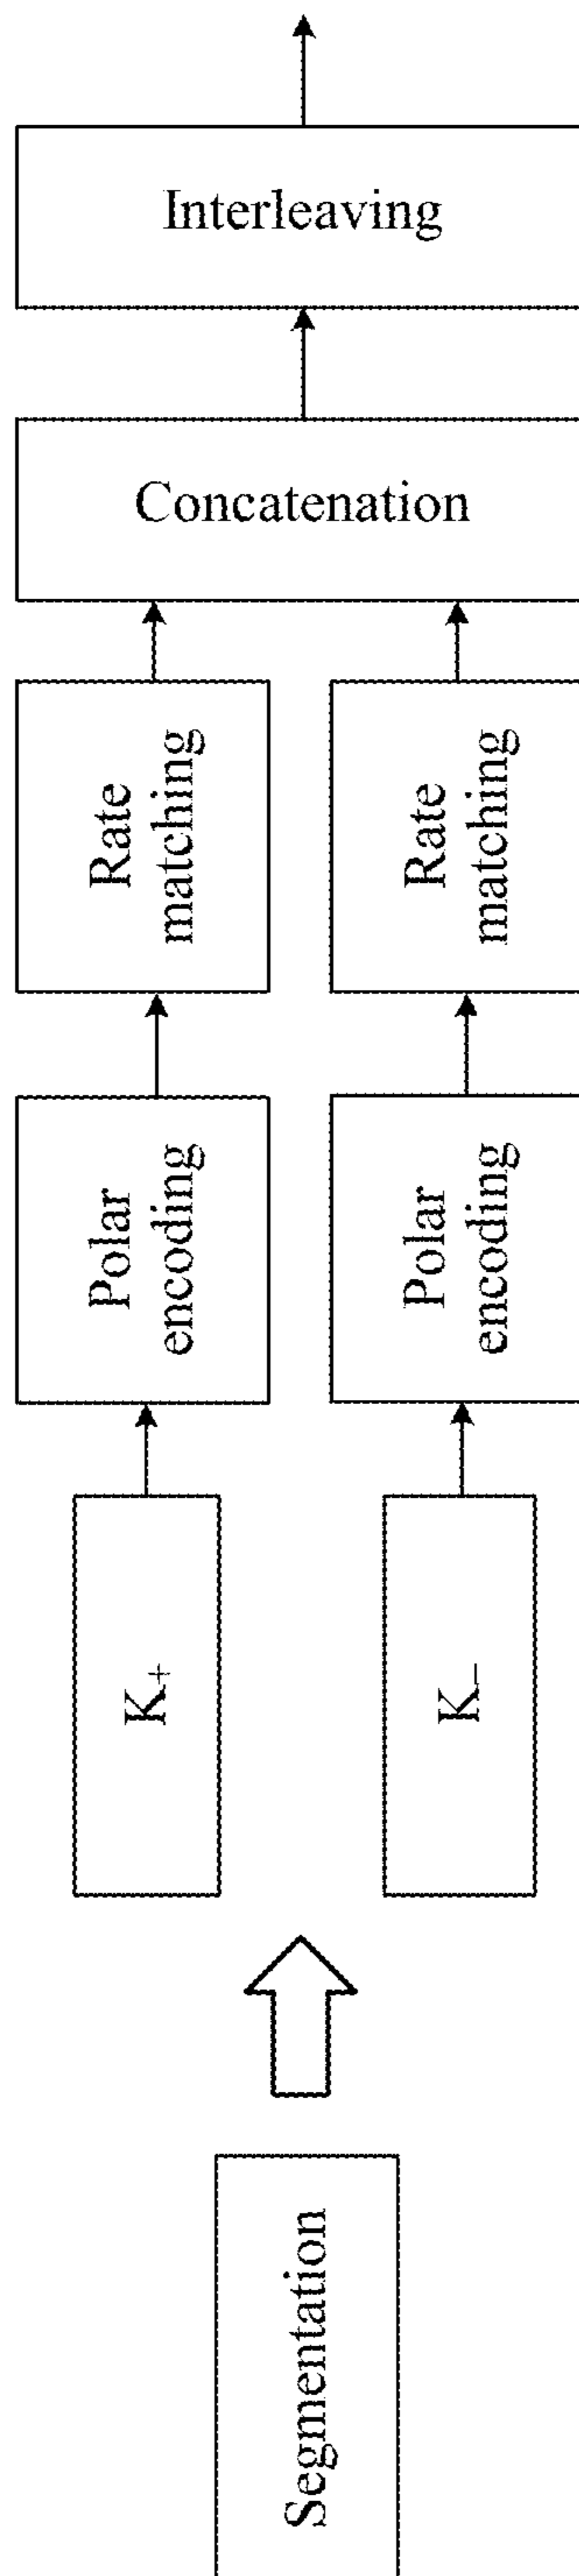 Interleaving
Concatenation
Rate
matching
Rate
matching
Polar
encoding
Polar
encoding
K₊
K₋
Segmentation